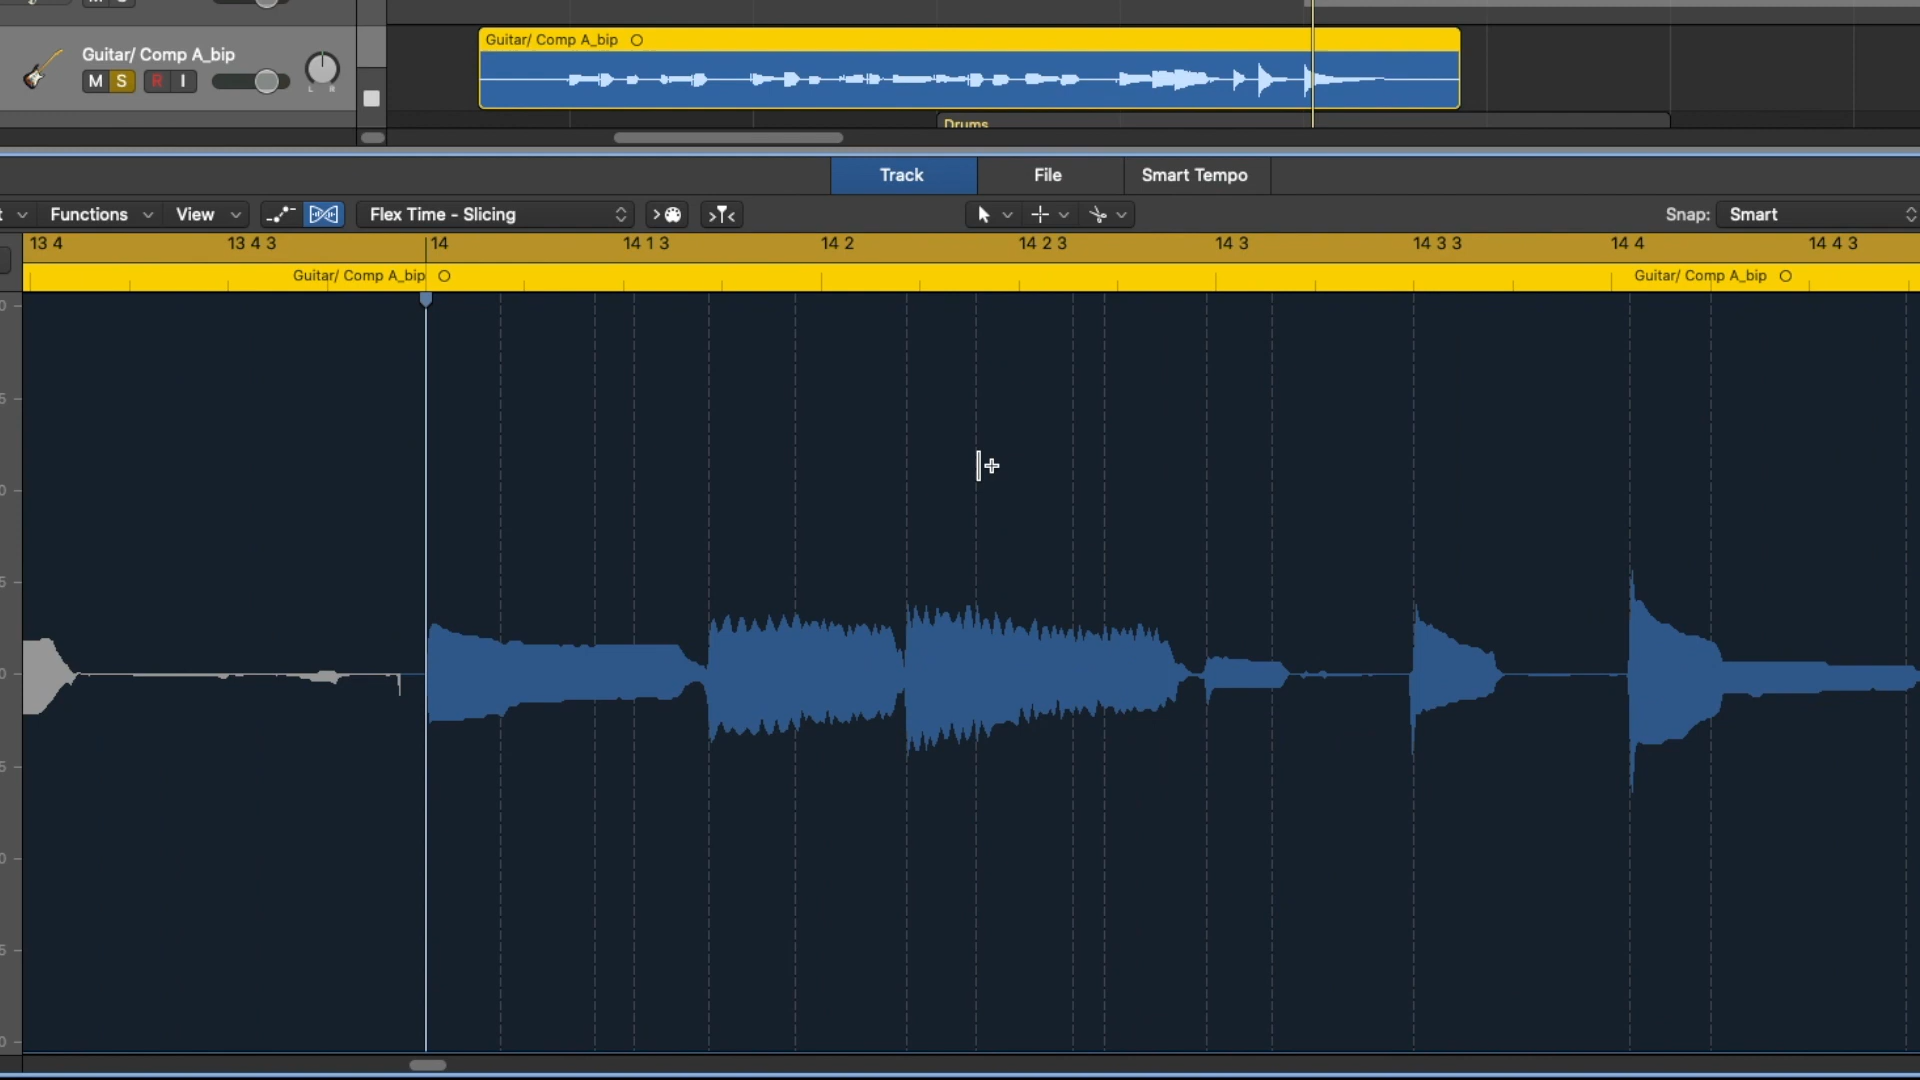 Guitar/ Comp A_bip
Guitar/ Comp A_bip
M S R I
L R
Drums
Track File Smart Tempo
Functions View Flex Time - Slicing Snap: Smart
13 4 13 4 3 14 14 1 3 14 2 14 2 3 14 3 14 3 3 14 4 14 4 3
Guitar/ Comp A_bip Guitar/ Comp A_bip